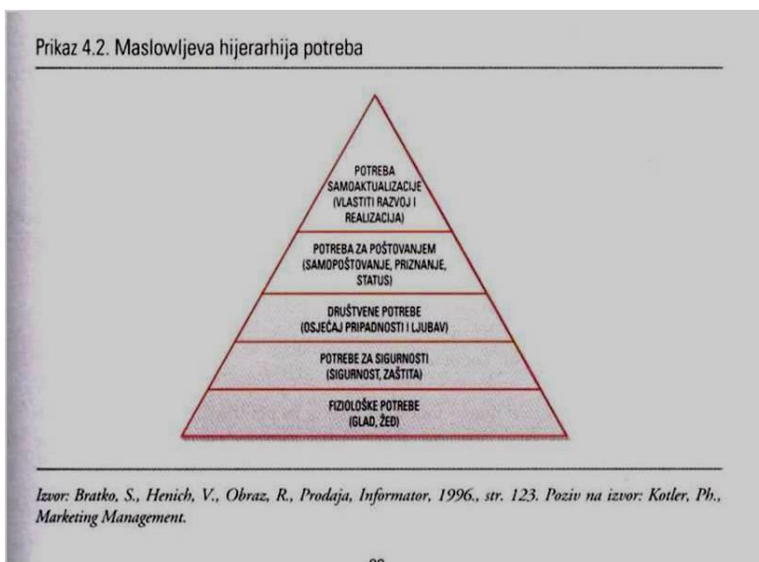 Prikaz 4.2. Maslowljeva hijerarhija potreba
POTREBA
SAMOAKTUALIZACIJE
(VLASTITI RAZVOJ I
REALIZACIJA)
POTREBA ZA POŠTOVANJEM
(SAMOPOŠTOVANJE, PRIZNANJE,
STATUS)
DRUŠTVENE POTREBE
(OSJEĆAJ PRIPADNOSTI I LJUBAV)
POTREBE ZA SIGURNOSTI
(SIGURNOST, ZAŠTITA)
FIZIOLOŠKE POTREBE
(GLAD, ŽEĐ)
Izvor: Bratko, S., Henich, V., Obraz, R., Prodaja, Informator, 1996., str. 123. Poziv na izvor: Kotler, Ph.,
Marketing Management.